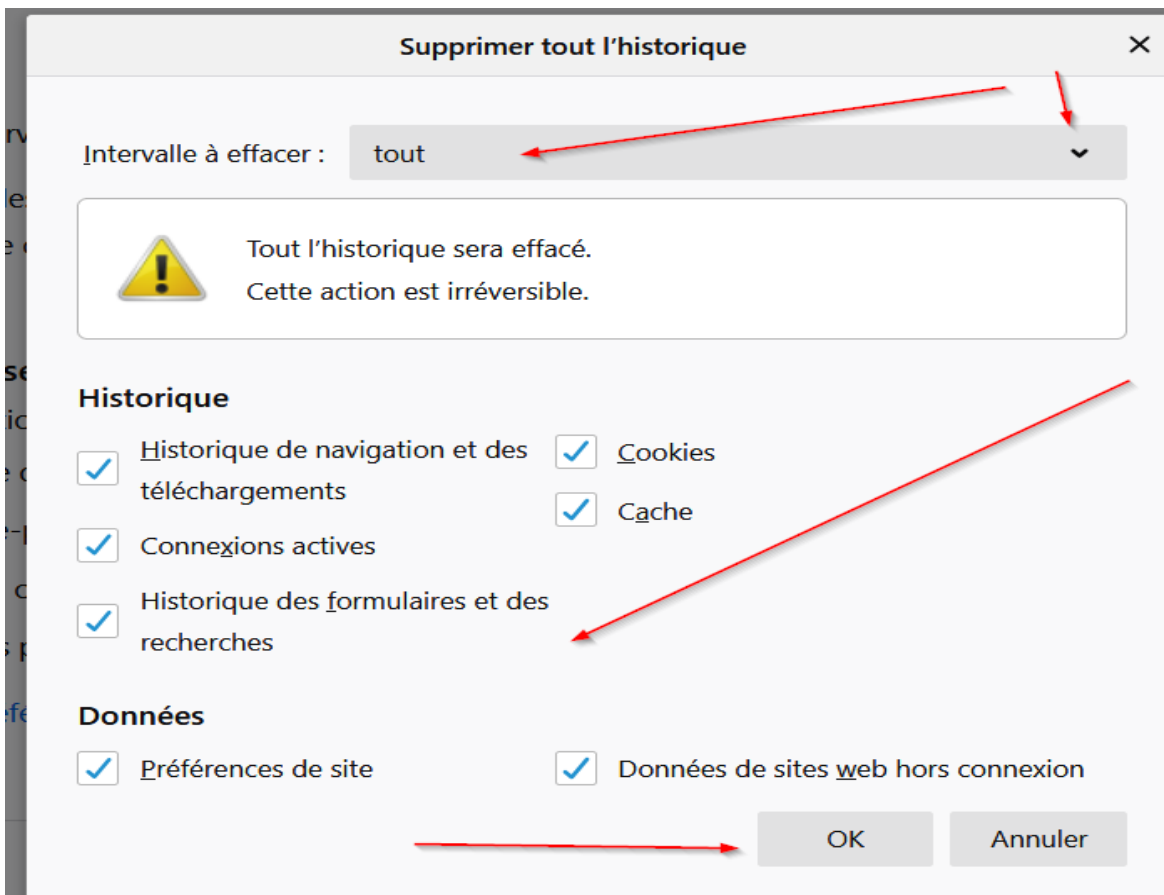 Supprimer tout l’historique
Intervalle à effacer :
tout
Tout l’historique sera effacé.
Cette action est irréversible.
Historique
Historique de navigation et des
téléchargements
Cookies
Cache
Connexions actives
Historique des formulaires et des
recherches
Données
Préférences de site
Données de sites web hors connexion
OK
Annuler